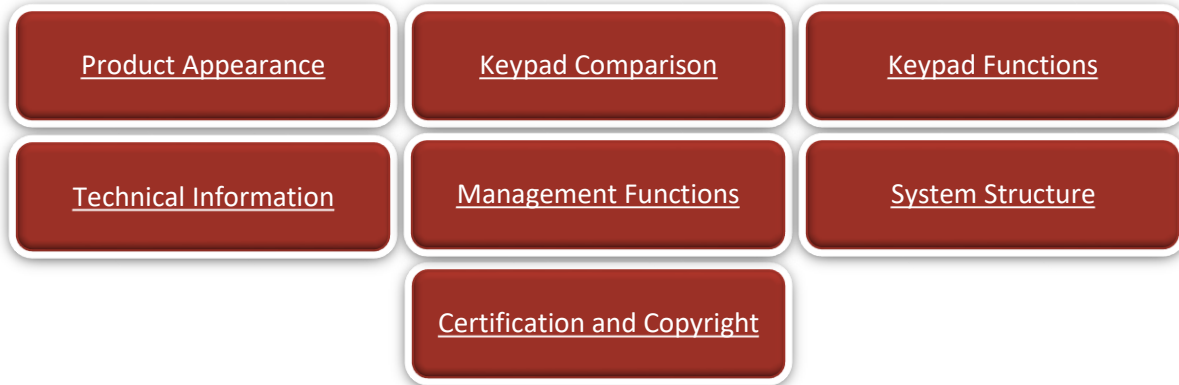 Product Appearance
Keypad Comparison
Keypad Functions
Technical Information
Management Functions
System Structure
Certification and Copyright